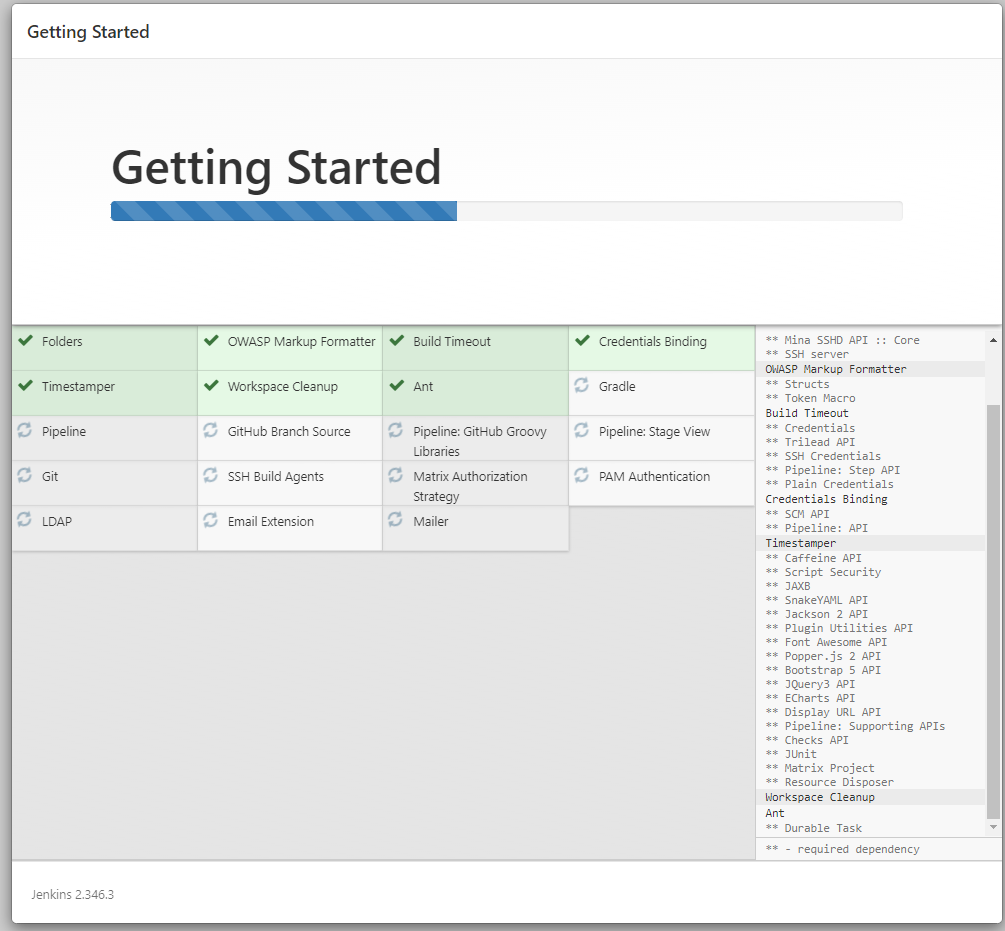 Getting Started
Getting Started
Folders
OWASP Markup Formatter
Build Timeout
Credentials Binding
Timestamper
Workspace Cleanup
Ant
Gradle
Pipeline
GitHub Branch Source
Pipeline: GitHub Groovy
Libraries
Pipeline: Stage View
Git
SSH Build Agents
Matrix Authorization
Strategy
PAM Authentication
LDAP
Email Extension
Mailer
** Mina SSHD API :: Core
** SSH server
OWASP Markup Formatter
** Structs
** Token Macro
Build Timeout
** Credentials
** Trilead API
** SSH Credentials
** Pipeline: Step API
** Plain Credentials
Credentials Binding
** SCM API
** Pipeline: API
Timestamper
** Caffeine API
** Script Security
** JAXB
** SnakeYAML API
** Jackson 2 API
** Plugin Utilities API
** Font Awesome API
** Popper.js 2 API
** Bootstrap 5 API
** JQuery3 API
** ECharts API
** Display URL API
** Pipeline: Supporting APIs
** Checks API
** JUnit
** Matrix Project
** Resource Disposer
Workspace Cleanup
Ant
** Durable Task
** - required dependency
Jenkins 2.346.3